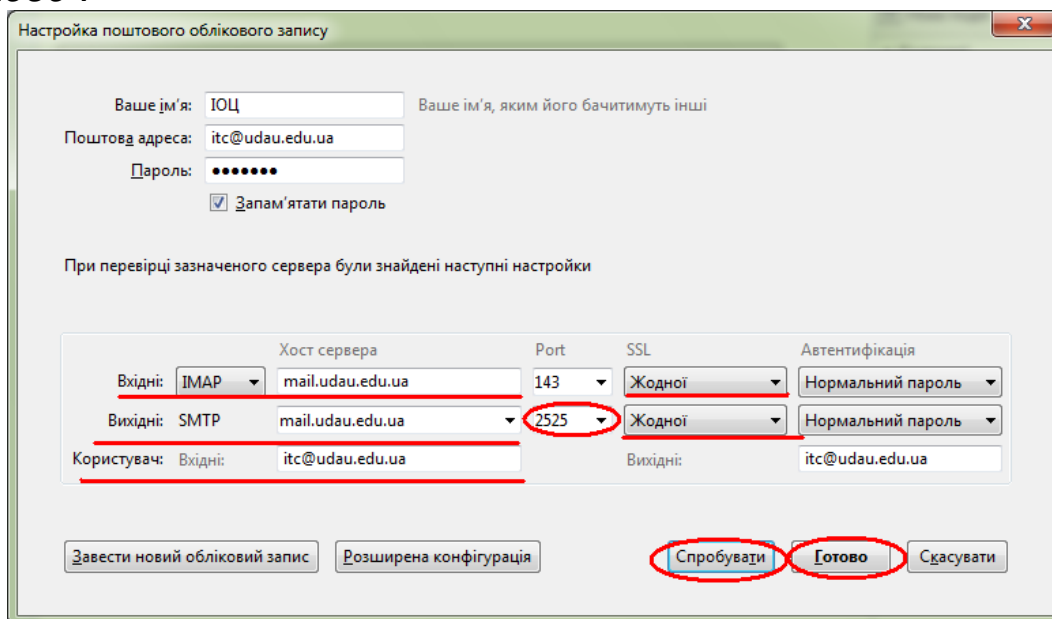 Настройка поштового облікового запису
Ваше ім'я: ІОЦ Ваше ім'я, яким його бачитимуть інші
Поштова адреса: itc@udau.edu.ua
Пароль: •••••••
Запам'ятати пароль
При перевірці зазначеного сервера були знайдені наступні настройки
Хост сервера Port SSL Автентифікація
Вхідні: IMAP mail.udau.edu.ua 143 Жодної Нормальний пароль
Вихідні: SMTP mail.udau.edu.ua 2525 Жодної Нормальний пароль
Користувач: Вхідні: itc@udau.edu.ua Вихідні: itc@udau.edu.ua
Завести новий обліковий запис Розширена конфігурація Спробувати Готово Скасувати